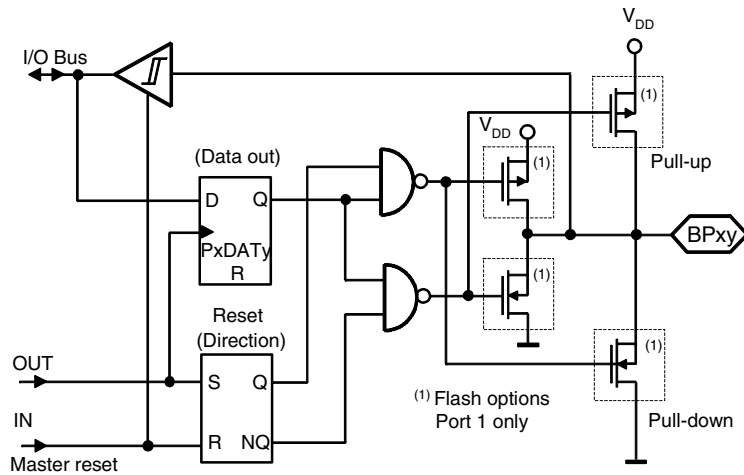 V_DD
I/O Bus
(1)
V_DD
(Data out)
(1)
Pull-up
D Q
PxDATy
R
BPxy
(1)
Reset
(Direction)
OUT
S Q
(1)
(1) Flash options
Port 1 only
IN
R NQ
Pull-down
Master reset